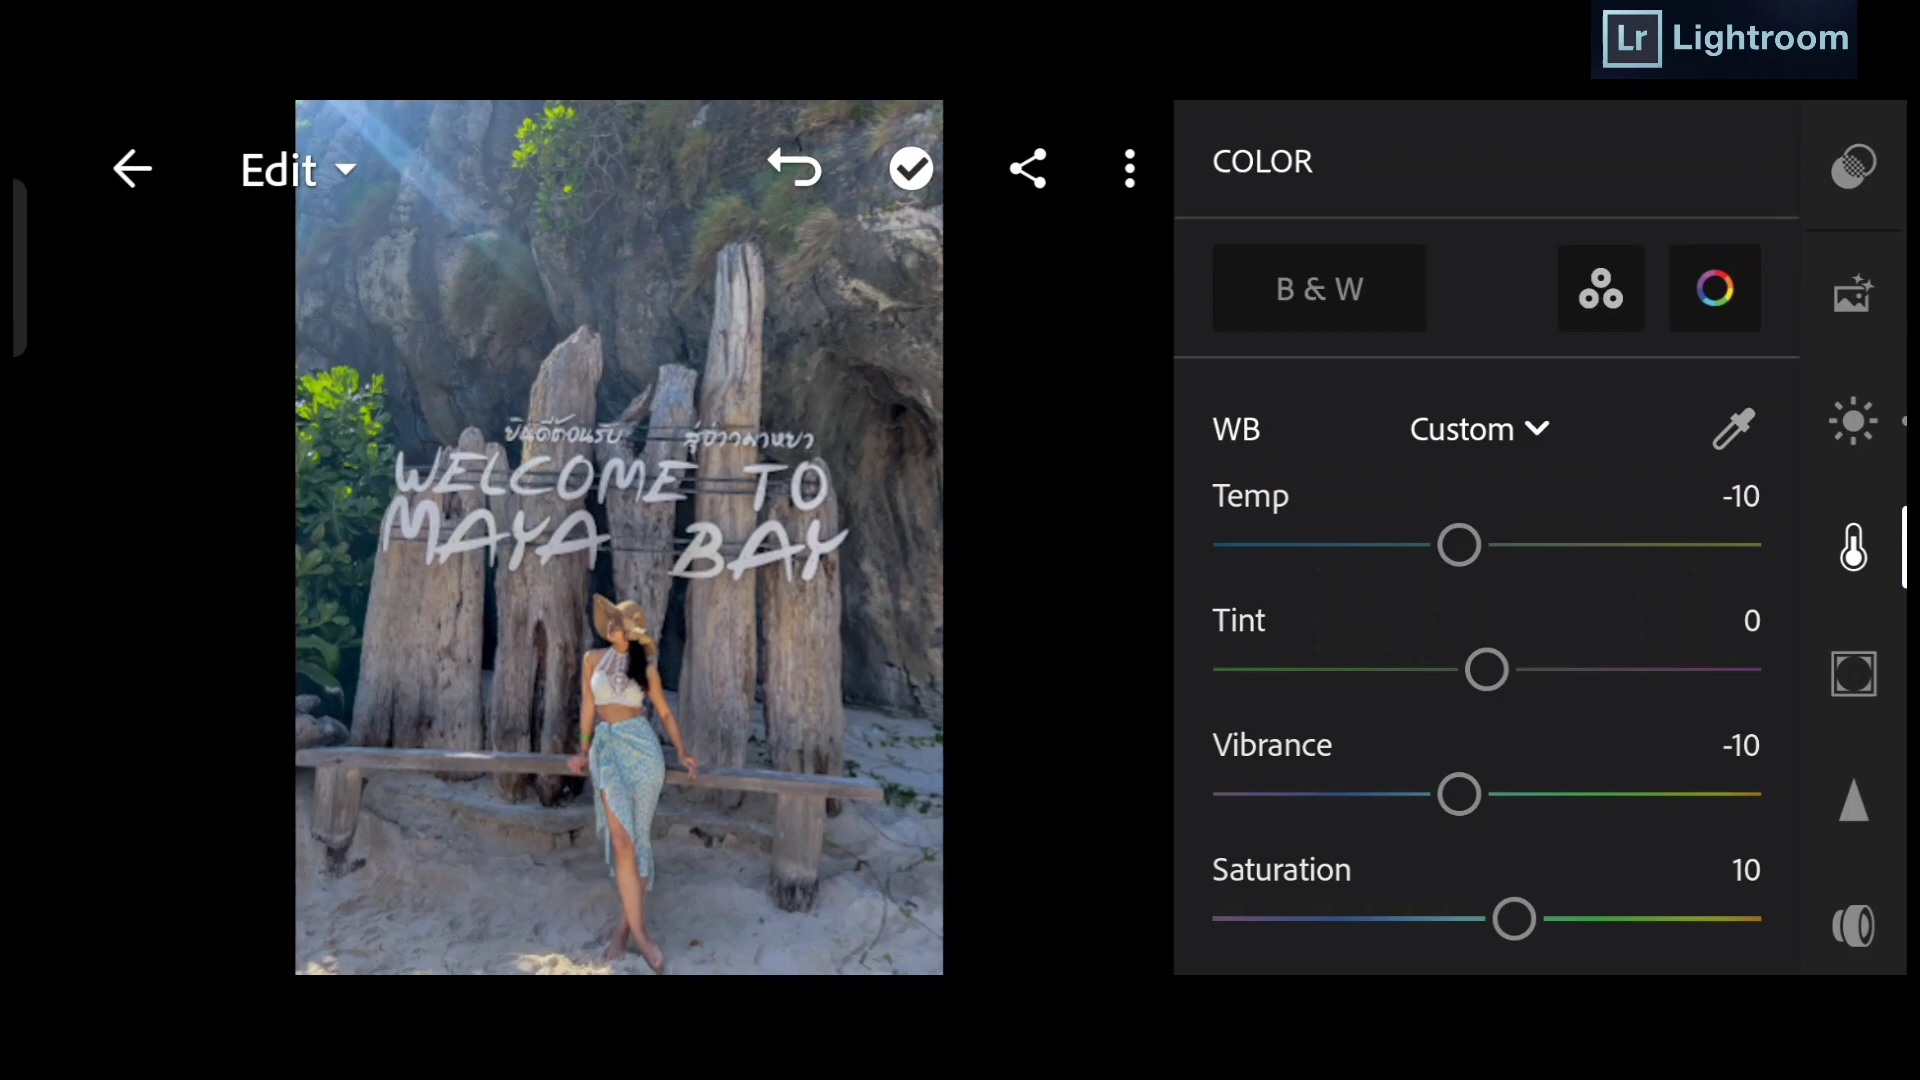 Lr Lightroom
Edit
COLOR
B & W
ยินดีต้อนรับ สู่อ่าวมาหยา
WELCOME TO
MAYA BAY
WB Custom
Temp -10
Tint 0
Vibrance -10
Saturation 10